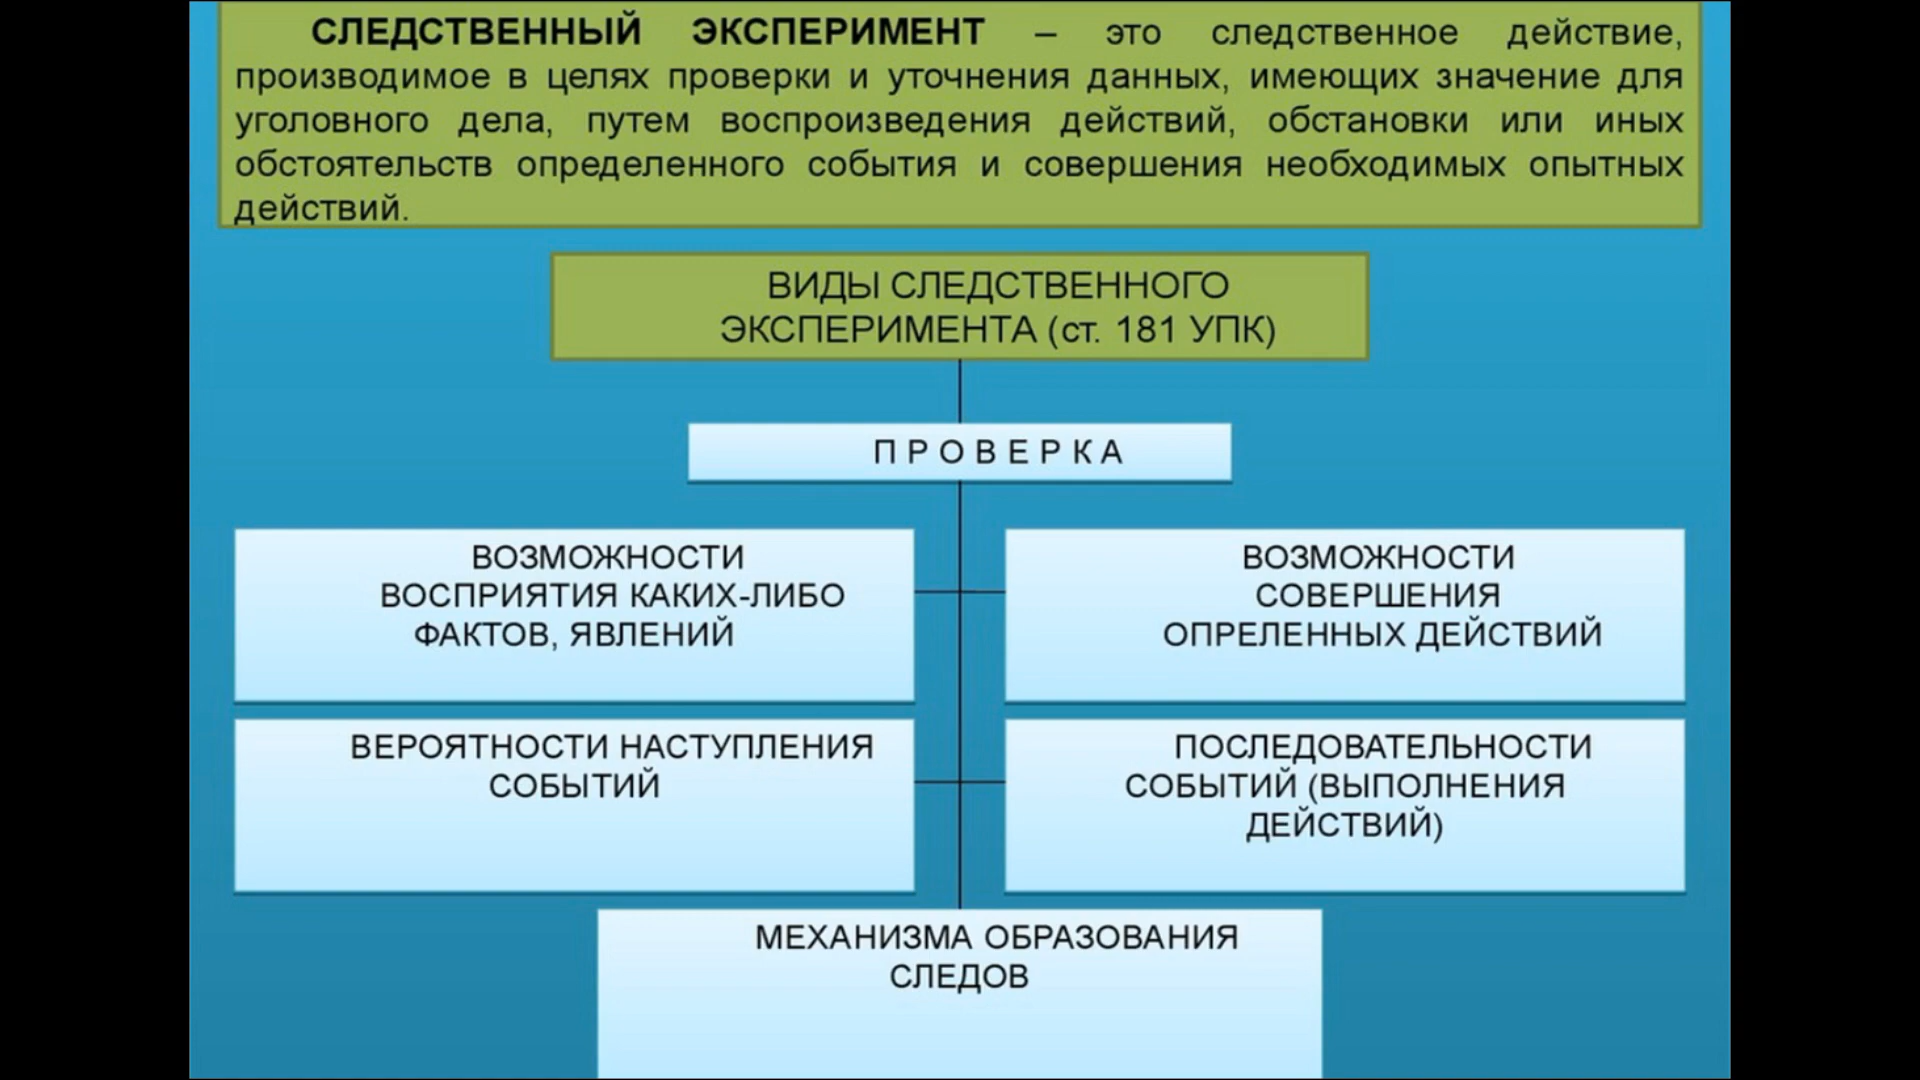 СЛЕДСТВЕННЫЙ ЭКСПЕРИМЕНТ – это следственное действие,
производимое в целях проверки и уточнения данных, имеющих значение для
уголовного дела, путем воспроизведения действий, обстановки или иных
обстоятельств определенного события и совершения необходимых опытных
действий.
ВИДЫ СЛЕДСТВЕННОГО
ЭКСПЕРИМЕНТА (ст. 181 УПК)
П Р О В Е Р К А
ВОЗМОЖНОСТИ
ВОСПРИЯТИЯ КАКИХ-ЛИБО
ФАКТОВ, ЯВЛЕНИЙ
ВОЗМОЖНОСТИ
СОВЕРШЕНИЯ
ОПРЕЛЕННЫХ ДЕЙСТВИЙ
ВЕРОЯТНОСТИ НАСТУПЛЕНИЯ
СОБЫТИЙ
ПОСЛЕДОВАТЕЛЬНОСТИ
СОБЫТИЙ (ВЫПОЛНЕНИЯ
ДЕЙСТВИЙ)
МЕХАНИЗМА ОБРАЗОВАНИЯ
СЛЕДОВ